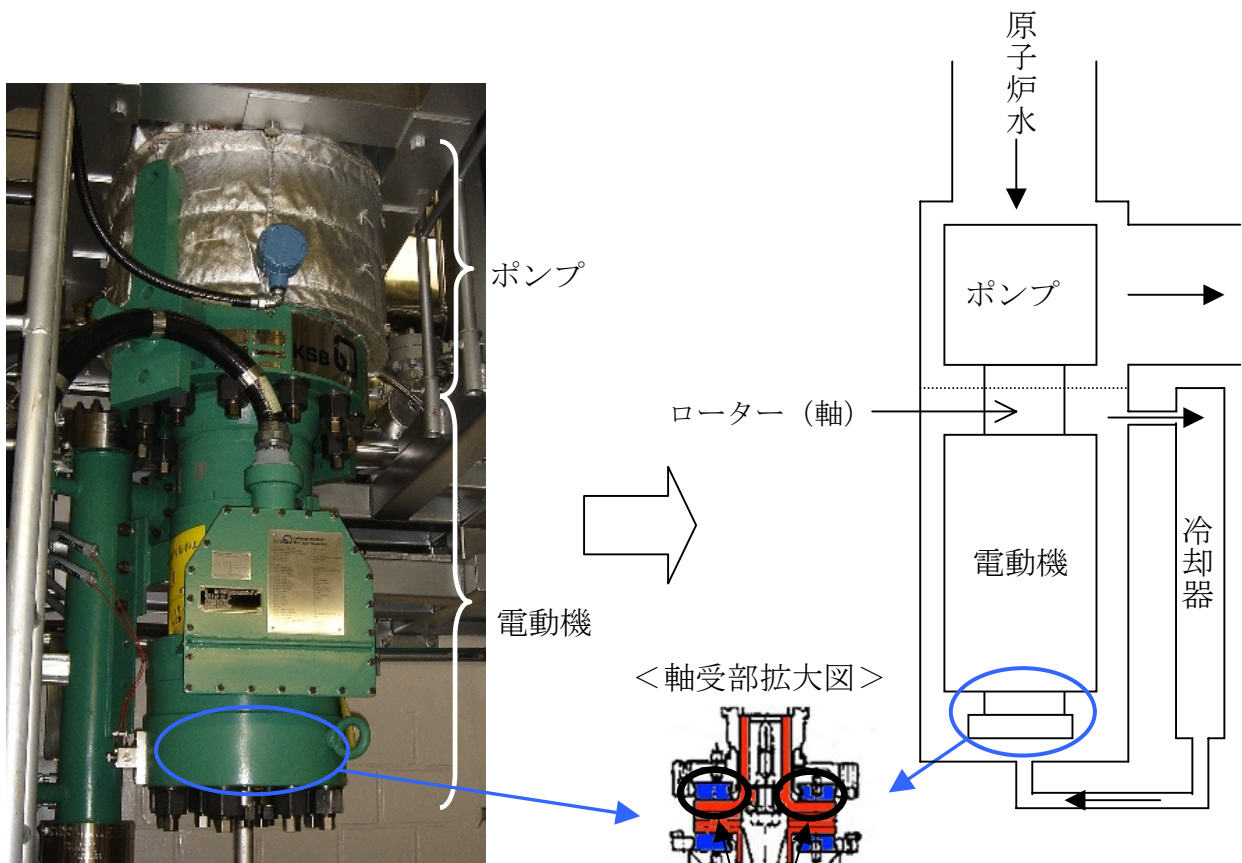 原子炉水
ポンプ
ポンプ
KSB
ローター（軸）
冷却器
電動機
電動機
＜軸受部拡大図＞